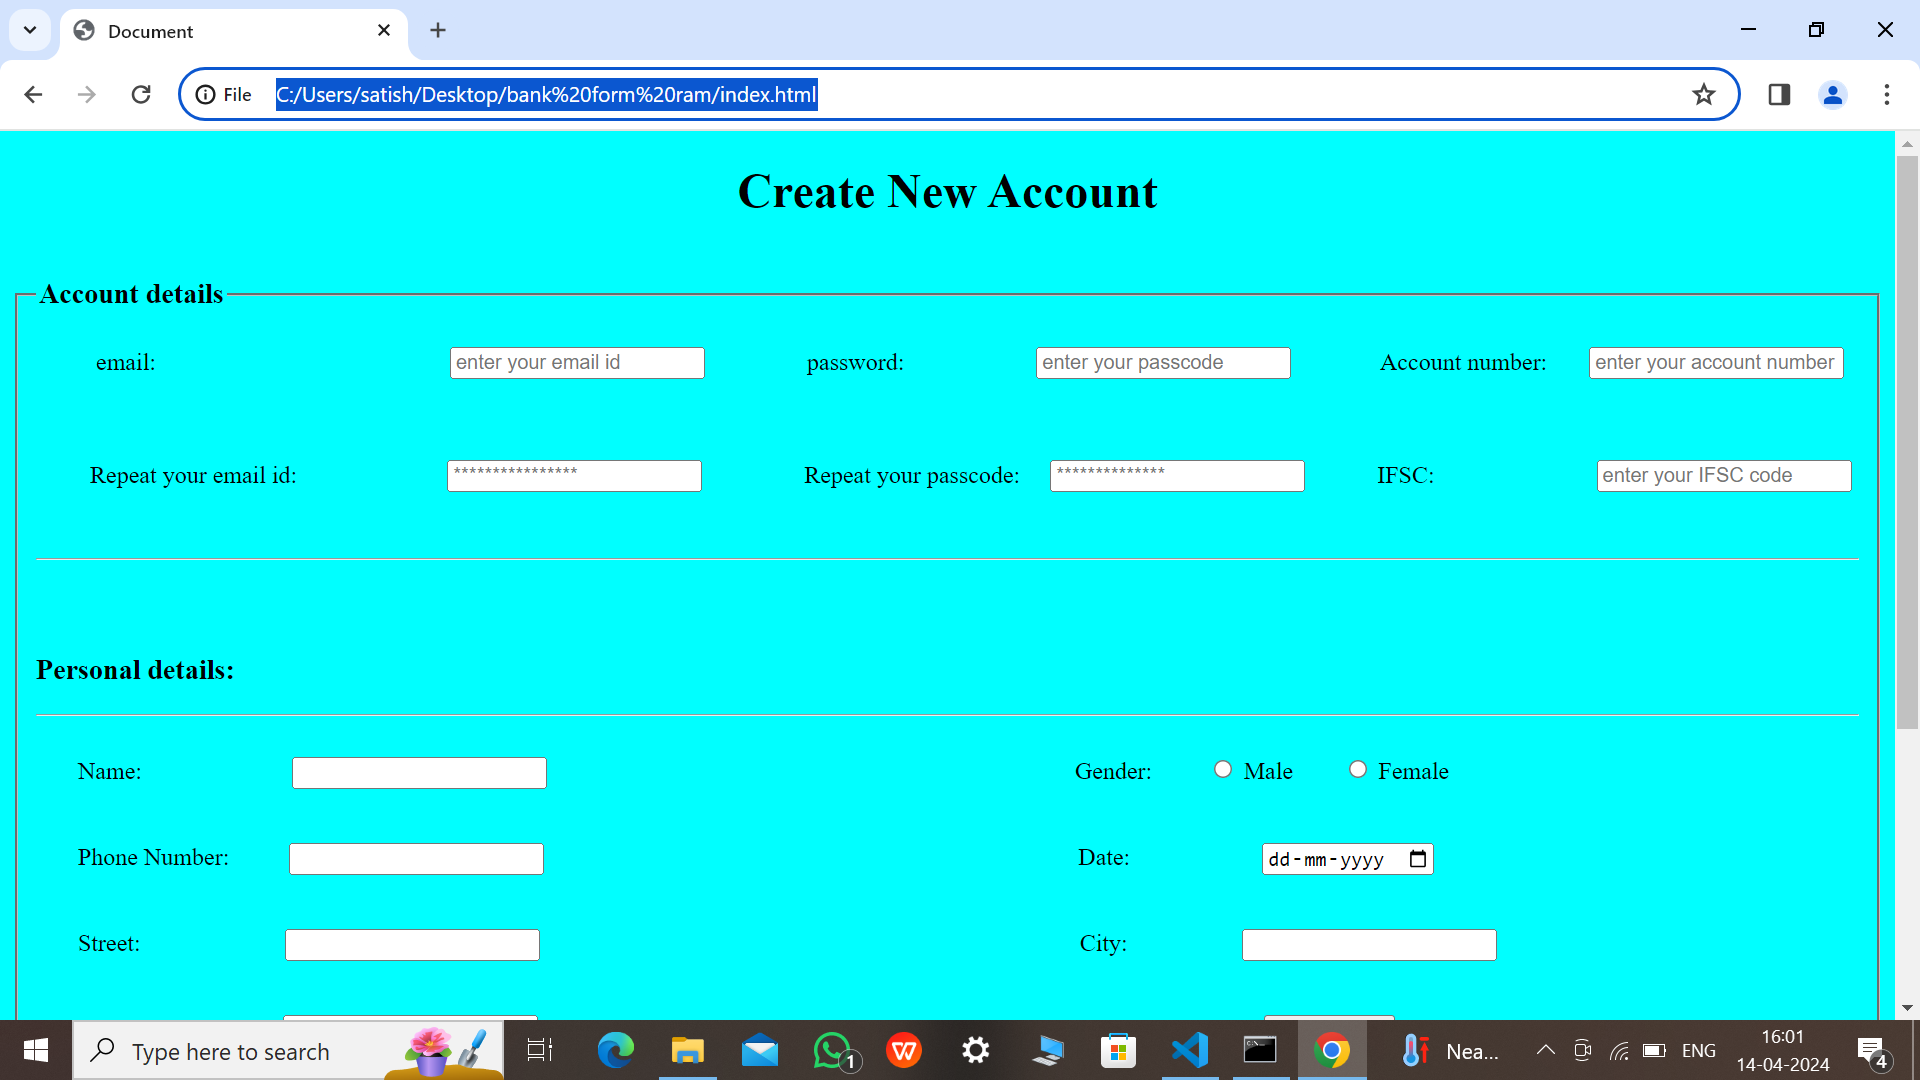 Document
File C:/Users/satish/Desktop/bank%20form%20ram/index.html
Create New Account
Account details
email: enter your email id password: enter your passcode Account number: enter your account number
Repeat your email id: **************** Repeat your passcode: ************** IFSC: enter your IFSC code
Personal details:
Name: Gender: Male Female
Phone Number: Date: dd-mm-yyyy
Street: City:
Type here to search 1 W C:\_ Nea... ENG 16:01
14-04-2024 4